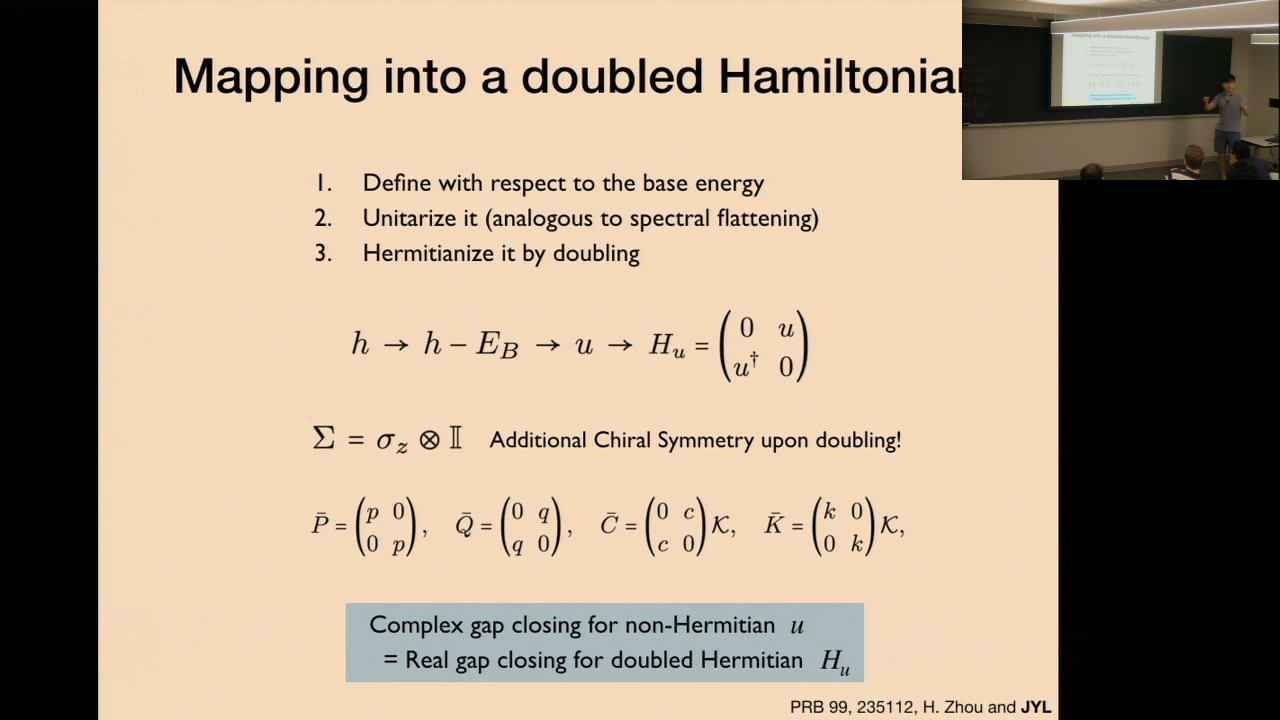 Mapping into a doubled Hamiltonian
1. Define with respect to the base energy
2. Unitarize it (analogous to spectral flattening)
3. Hermitianize it by doubling
h → h − E_B → u → H_u = ( 0 u ; u† 0 )
Σ = σ_z ⊗ 𝕀 Additional Chiral Symmetry upon doubling!
P̄ = ( p 0 ; 0 p ), Q̄ = ( 0 q ; q 0 ), C̄ = ( 0 c ; c 0 ) 𝒦, K̄ = ( k 0 ; 0 k ) 𝒦,
Complex gap closing for non-Hermitian u
= Real gap closing for doubled Hermitian H_u
PRB 99, 235112, H. Zhou and JYL